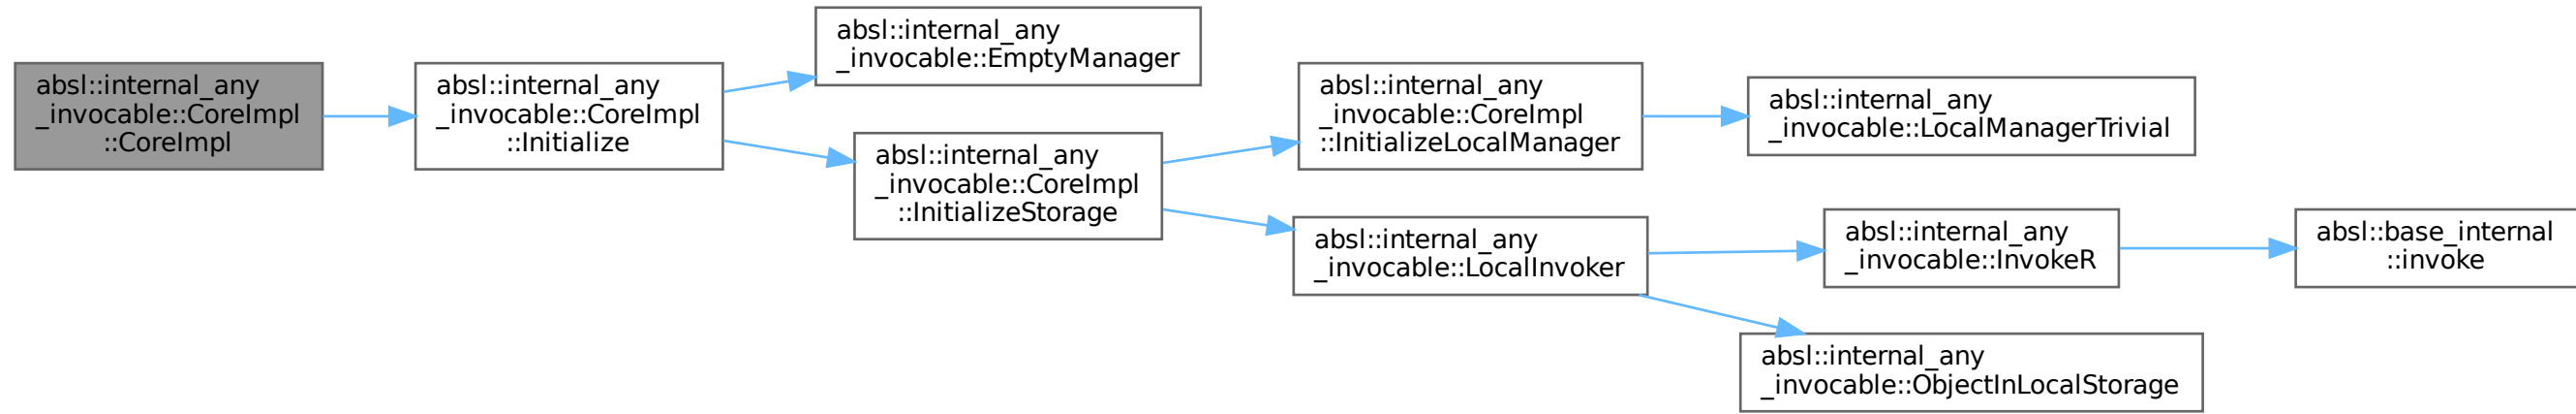 absl::internal_any
_invocable::CoreImpl
::CoreImpl
absl::internal_any
_invocable::CoreImpl
::Initialize
absl::internal_any
_invocable::EmptyManager
absl::internal_any
_invocable::CoreImpl
::InitializeStorage
absl::internal_any
_invocable::CoreImpl
::InitializeLocalManager
absl::internal_any
_invocable::LocalManagerTrivial
absl::internal_any
_invocable::LocalInvoker
absl::internal_any
_invocable::InvokeR
absl::base_internal
::invoke
absl::internal_any
_invocable::ObjectInLocalStorage